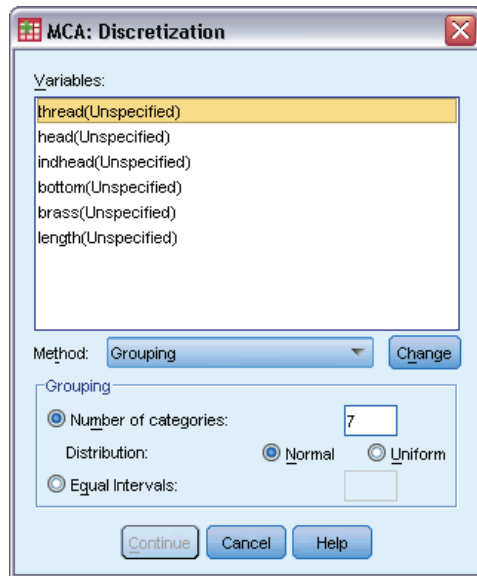 MCA: Discretization
Variables:
thread(Unspecified)
head(Unspecified)
indhead(Unspecified)
bottom(Unspecified)
brass(Unspecified)
length(Unspecified)
Method: Grouping Change
Grouping
Number of categories: 7
Distribution: Normal Uniform
Equal Intervals:
Continue Cancel Help